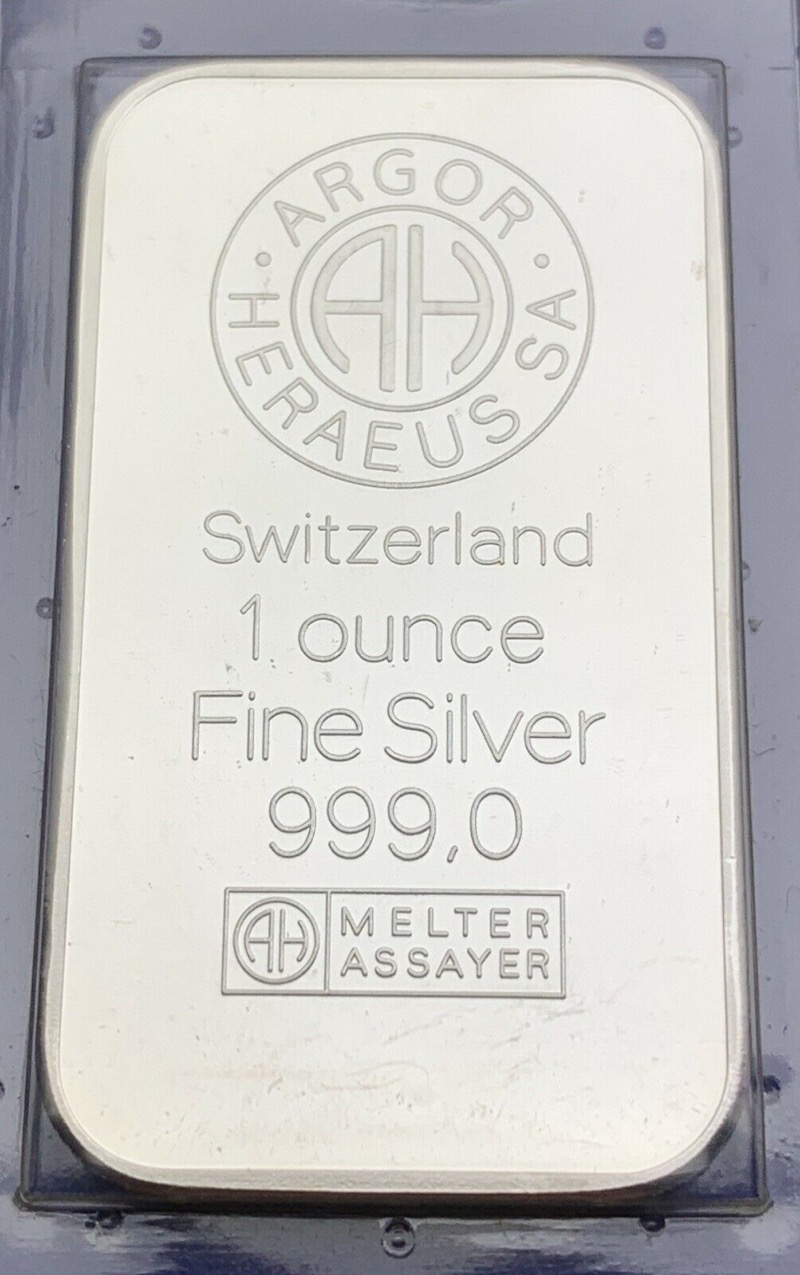 · ARGOR ·
HERAEUS SA
AH
Switzerland
1 ounce
Fine Silver
999,0
AH
MELTER
ASSAYER